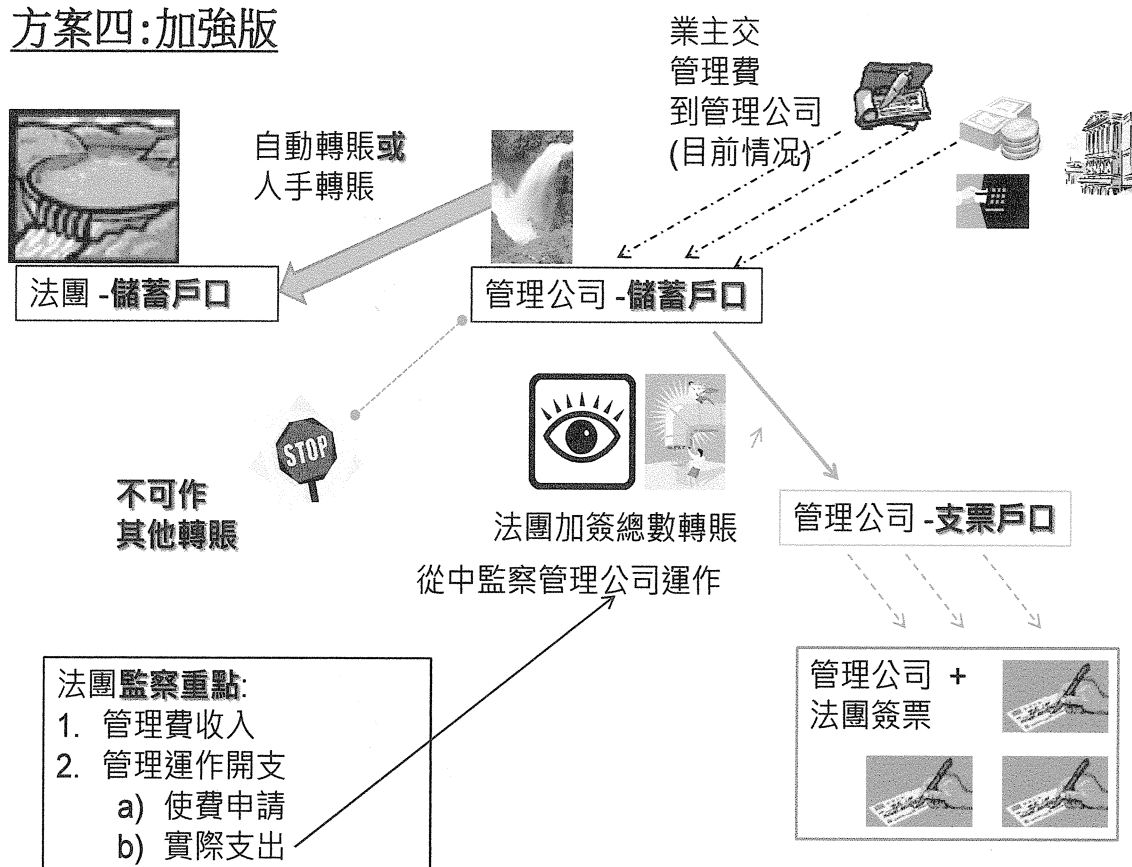 方案四:加強版
業主交
管理費
到管理公司
(目前情况)
自動轉賬或
人手轉賬
法團 -儲蓄戶口
管理公司 -儲蓄戶口
STOP
不可作
其他轉賬
法團加簽總數轉賬
從中監察管理公司運作
管理公司 -支票戶口
管理公司 +
法團簽票
法團監察重點:
1. 管理費收入
2. 管理運作開支
a) 使費申請
b) 實際支出